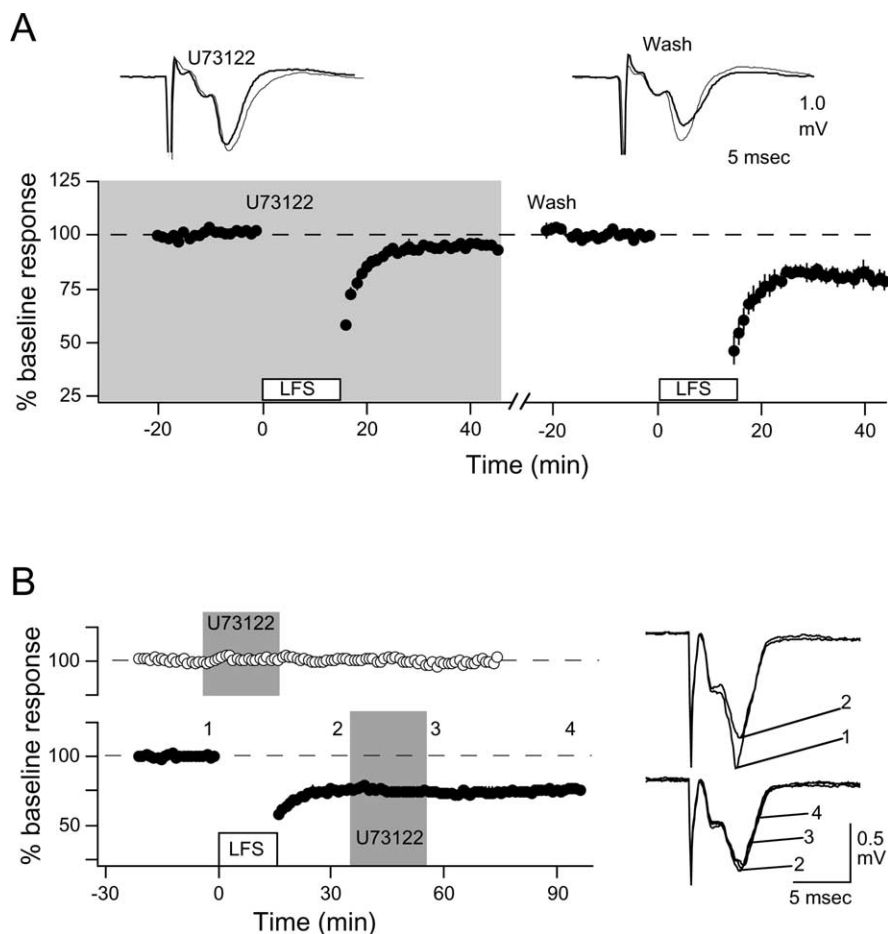 A
U73122
Wash
1.0
mV
5 msec
% baseline response
125
100
75
50
25
U73122
Wash
LFS
LFS
-20
0
20
40
-20
0
20
40
Time (min)
B
% baseline response
100
U73122
1
2
3
4
100
50
LFS
U73122
-30
0
30
60
90
Time (min)
2
1
4
3
2
0.5
mV
5 msec